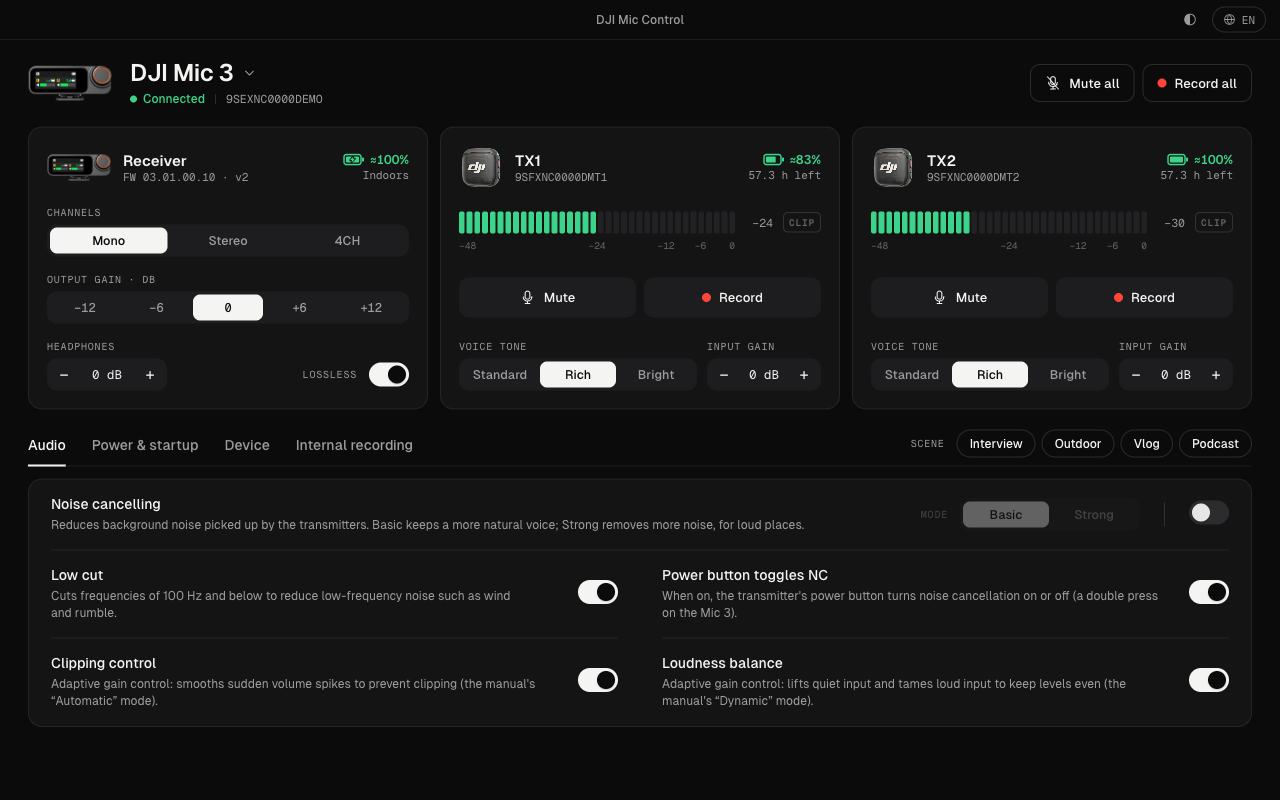 DJI Mic Control
EN
DJI Mic 3
Connected
9SEXNC0000DEMO
Mute all
Record all
Receiver
FW 03.01.00.10 · v2
≈100%
Indoors
CHANNELS
Mono
Stereo
4CH
OUTPUT GAIN · DB
−12
−6
0
+6
+12
HEADPHONES
− 0 dB +
LOSSLESS
dji
TX1
9SFXNC0000DMT1
≈83%
57.3 h left
−24
CLIP
−48 −24 −12 −6 0
Mute
Record
VOICE TONE
INPUT GAIN
Standard
Rich
Bright
− 0 dB +
dji
TX2
9SFXNC0000DMT2
≈100%
57.3 h left
−30
CLIP
−48 −24 −12 −6 0
Mute
Record
VOICE TONE
INPUT GAIN
Standard
Rich
Bright
− 0 dB +
Audio
Power & startup
Device
Internal recording
SCENE
Interview
Outdoor
Vlog
Podcast
Noise cancelling
Reduces background noise picked up by the transmitters. Basic keeps a more natural voice; Strong removes more noise, for loud places.
MODE
Basic
Strong
Low cut
Cuts frequencies of 100 Hz and below to reduce low-frequency noise such as wind
and rumble.
Power button toggles NC
When on, the transmitter's power button turns noise cancellation on or off (a double press
on the Mic 3).
Clipping control
Adaptive gain control: smooths sudden volume spikes to prevent clipping (the manual's
“Automatic” mode).
Loudness balance
Adaptive gain control: lifts quiet input and tames loud input to keep levels even (the
manual's “Dynamic” mode).